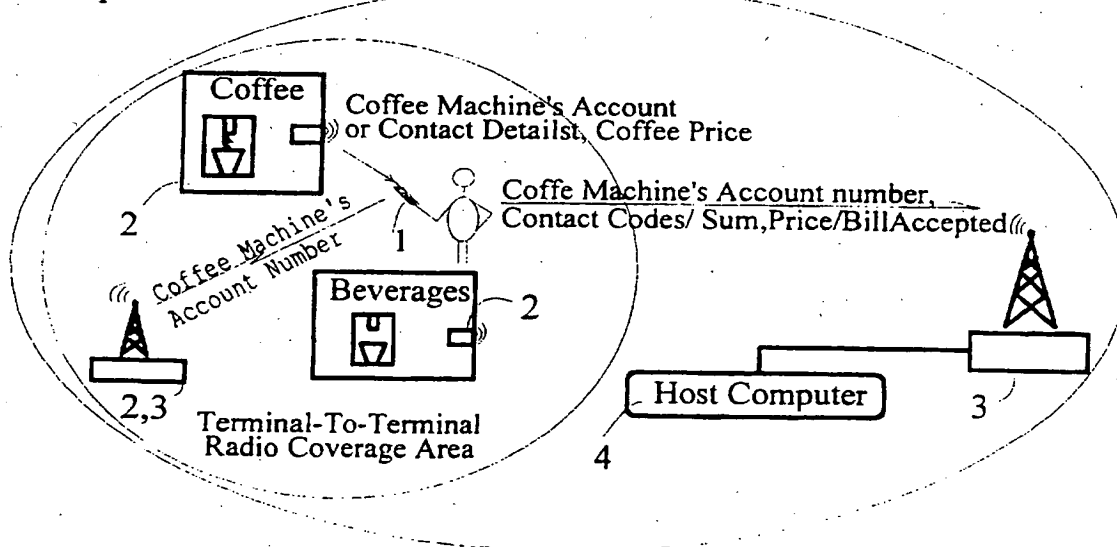 Coffee
Coffee Machine's Account
or Contact Detailst, Coffee Price
2
1
Coffe Machine's Account number,
Contact Codes/ Sum,Price/BillAccepted
Coffee Machine's
Account Number
Beverages
2
2,3
Host Computer
3
4
Terminal-To-Terminal
Radio Coverage Area